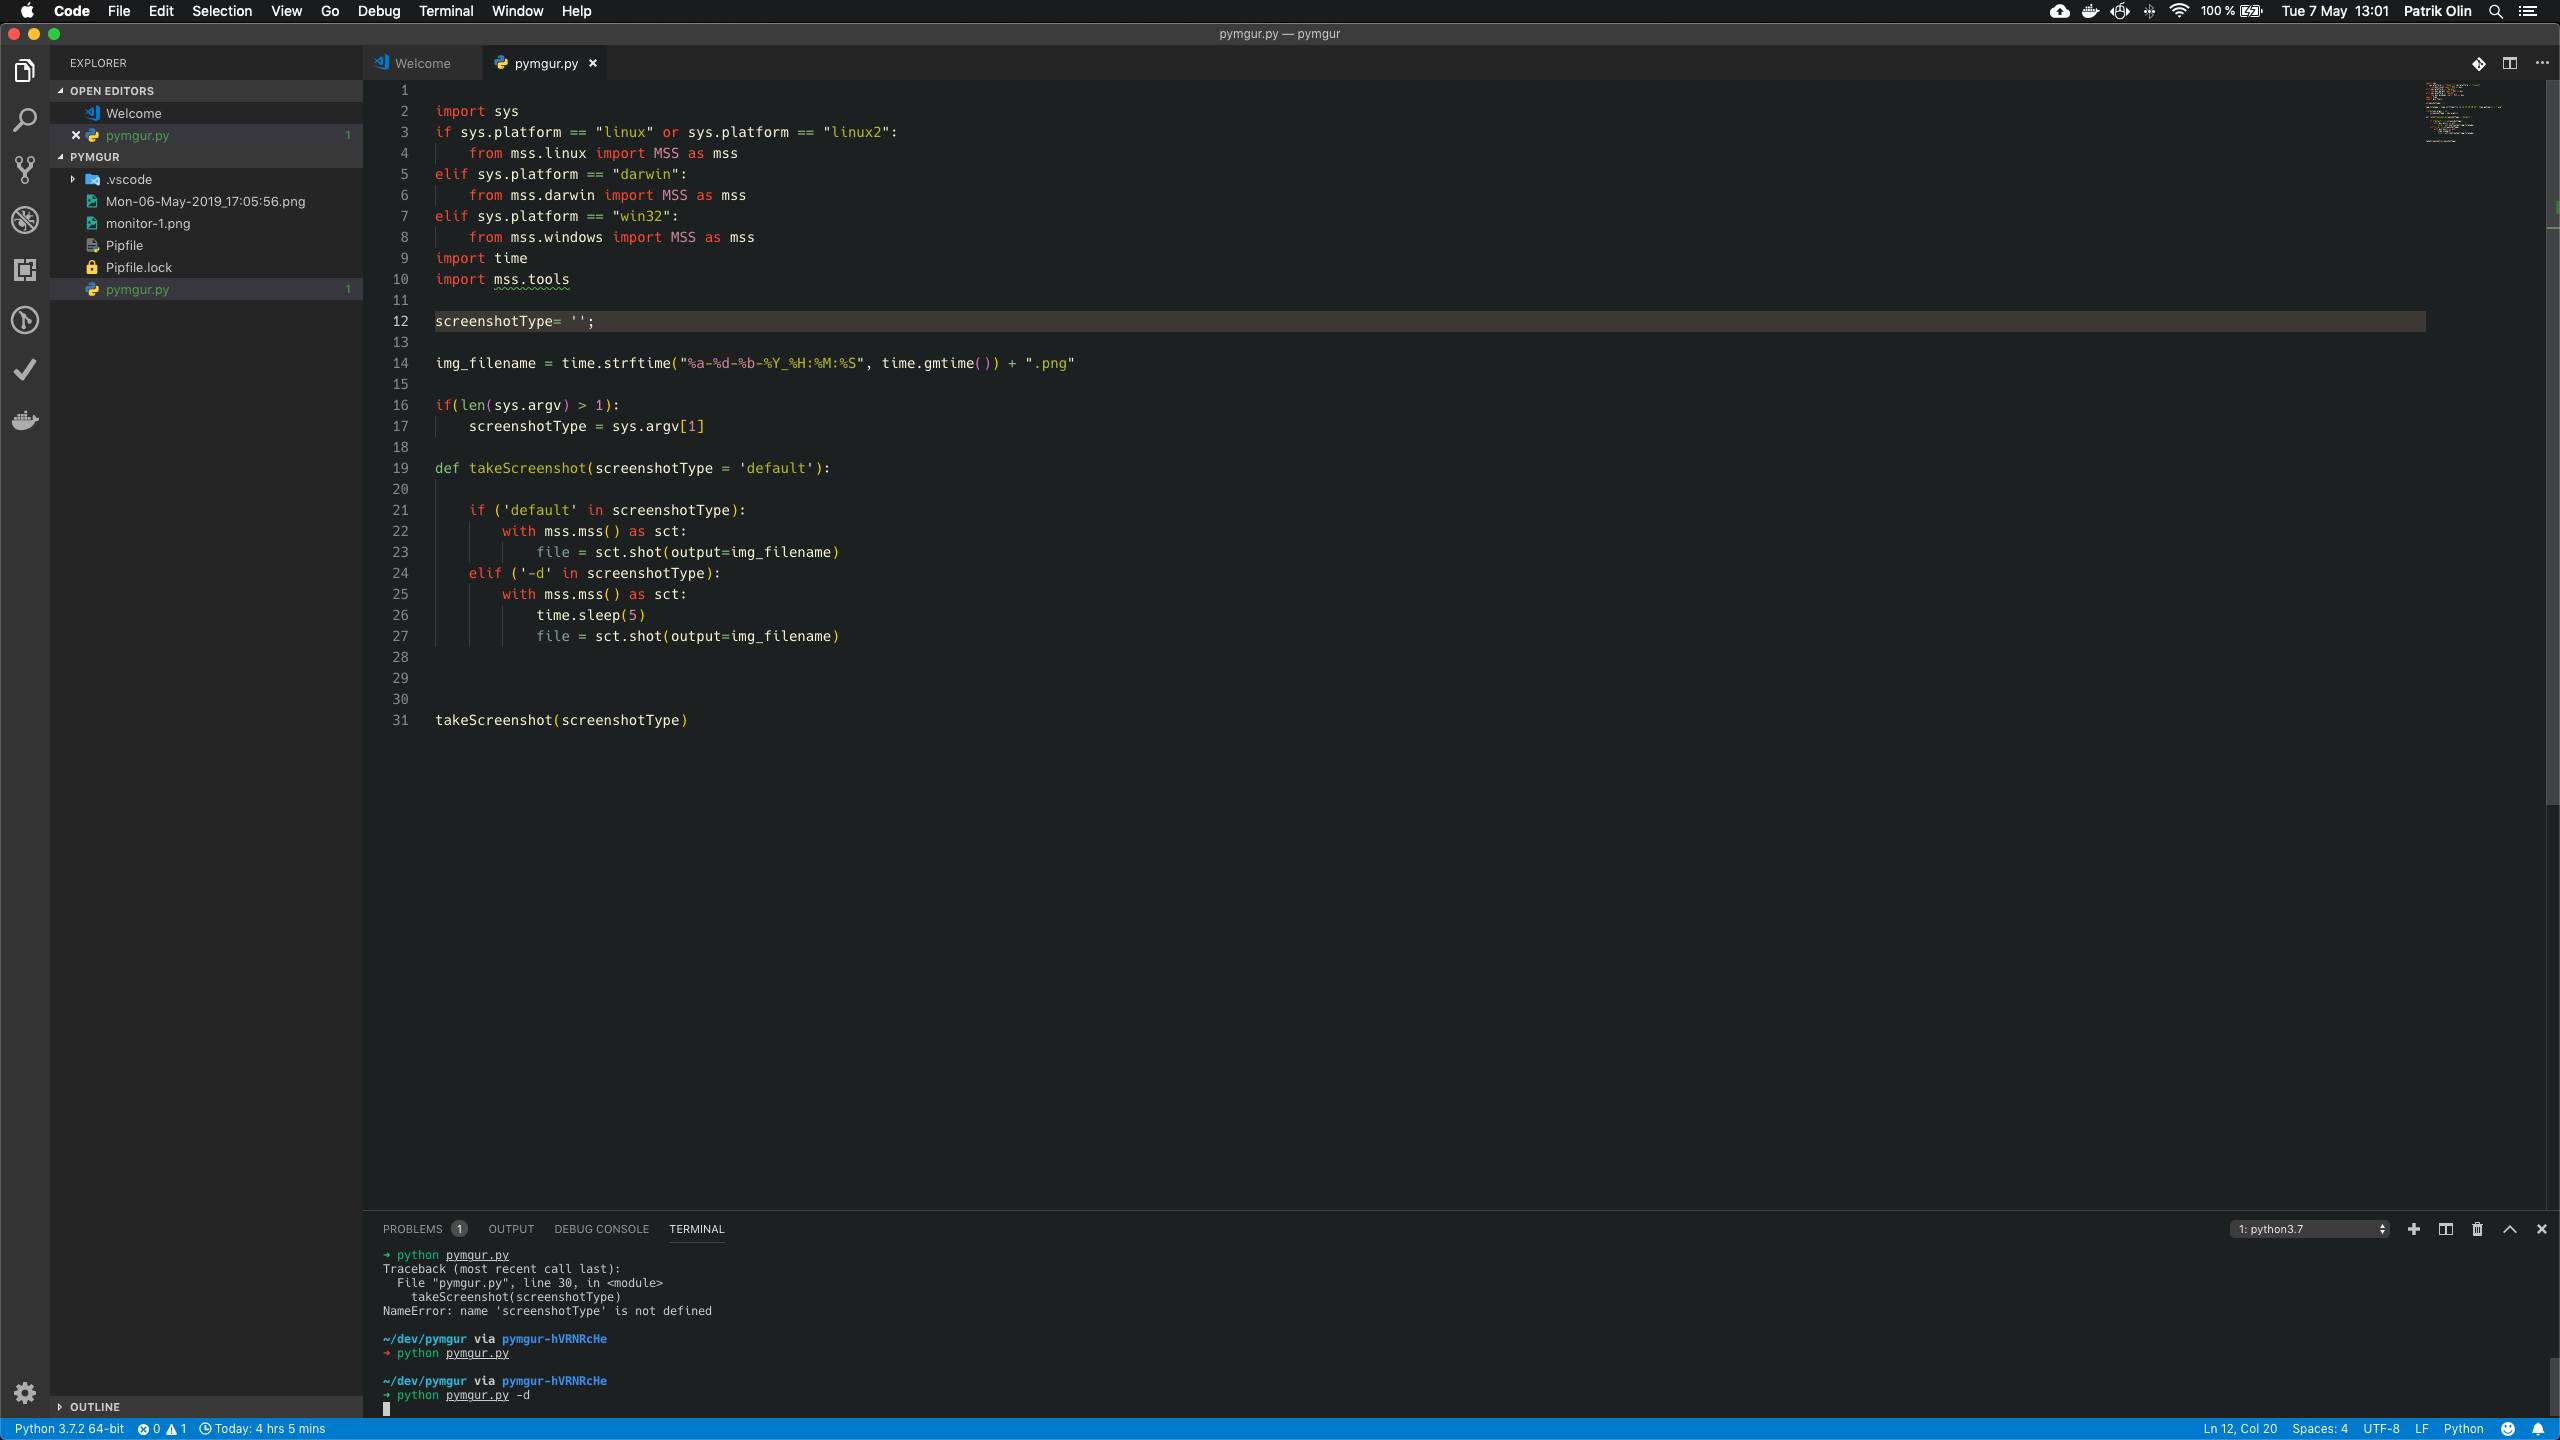 Code File Edit Selection View Go Debug Terminal Window Help
100 % Tue 7 May 13:01 Patrik Olin
pymgur.py — pymgur
EXPLORER
OPEN EDITORS
Welcome
pymgur.py 1
PYMGUR
.vscode
Mon-06-May-2019_17:05:56.png
monitor-1.png
Pipfile
Pipfile.lock
pymgur.py 1
OUTLINE
Welcome pymgur.py
1
2 import sys
3 if sys.platform == "linux" or sys.platform == "linux2":
4     from mss.linux import MSS as mss
5 elif sys.platform == "darwin":
6     from mss.darwin import MSS as mss
7 elif sys.platform == "win32":
8     from mss.windows import MSS as mss
9 import time
10 import mss.tools
11
12 screenshotType= '';
13
14 img_filename = time.strftime("%a-%d-%b-%Y_%H:%M:%S", time.gmtime()) + ".png"
15
16 if(len(sys.argv) > 1):
17     screenshotType = sys.argv[1]
18
19 def takeScreenshot(screenshotType = 'default'):
20
21     if ('default' in screenshotType):
22         with mss.mss() as sct:
23             file = sct.shot(output=img_filename)
24     elif ('-d' in screenshotType):
25         with mss.mss() as sct:
26             time.sleep(5)
27             file = sct.shot(output=img_filename)
28
29
30
31 takeScreenshot(screenshotType)
PROBLEMS 1 OUTPUT DEBUG CONSOLE TERMINAL 1: python3.7
➜ python pymgur.py
Traceback (most recent call last):
  File "pymgur.py", line 30, in <module>
    takeScreenshot(screenshotType)
NameError: name 'screenshotType' is not defined
~/dev/pymgur via pymgur-hVRNRcHe
➜ python pymgur.py
~/dev/pymgur via pymgur-hVRNRcHe
➜ python pymgur.py -d
Python 3.7.2 64-bit 0 1 Today: 4 hrs 5 mins Ln 12, Col 20 Spaces: 4 UTF-8 LF Python